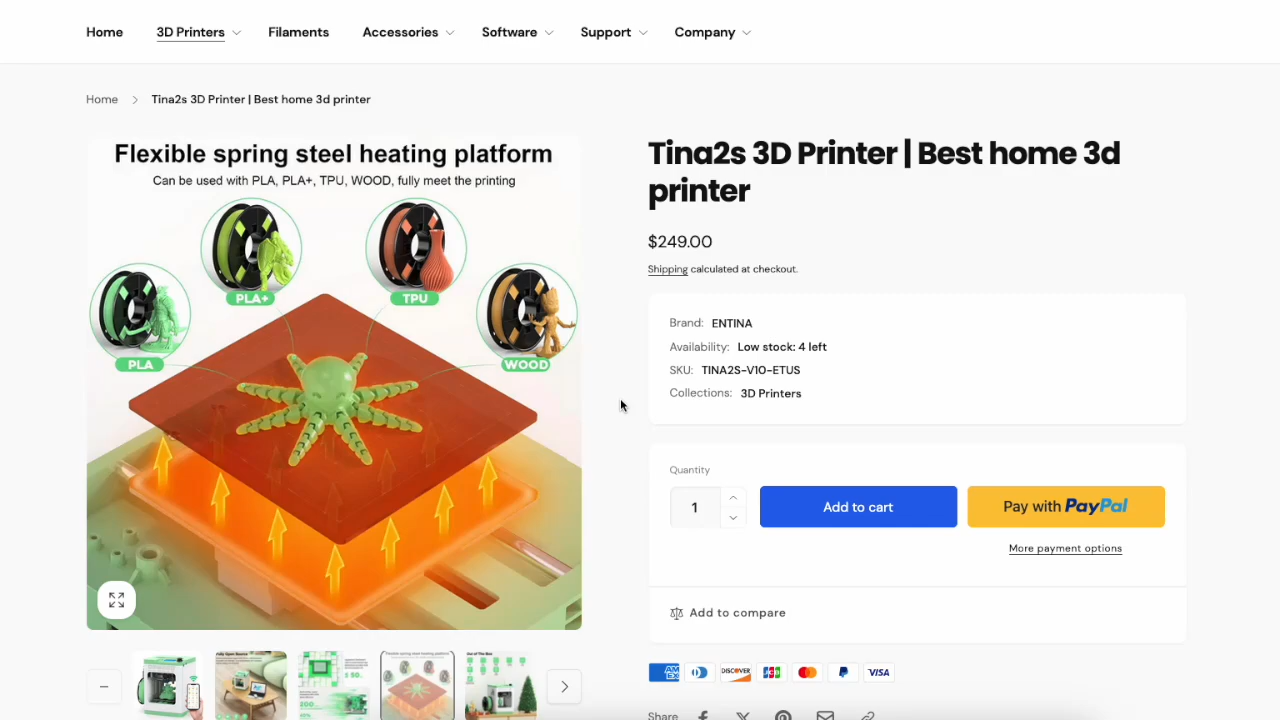 Home
3D Printers
Filaments
Accessories
Software
Support
Company
Home
Tina2s 3D Printer | Best home 3d printer
Flexible spring steel heating platform
Can be used with PLA, PLA+, TPU, WOOD, fully meet the printing
PLA+
TPU
PLA
WOOD
Tina2s 3D Printer | Best home 3d
printer
$249.00
Shipping calculated at checkout.
Brand: ENTINA
Availability: Low stock: 4 left
SKU: TINA2S-V10-ETUS
Collections: 3D Printers
Quantity
1
Add to cart
Pay with PayPal
More payment options
Add to compare
DISCOVER
JCB
VISA
Share